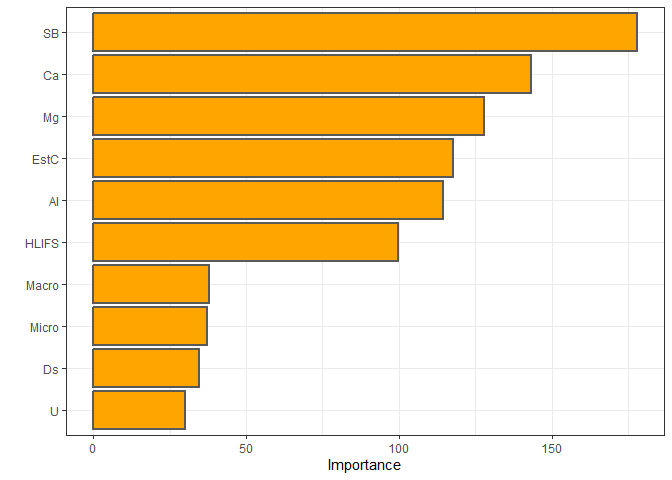 SB
Ca
Mg
EstC
Al
HLIFS
Macro
Micro
Ds
U
0 50 100 150
Importance